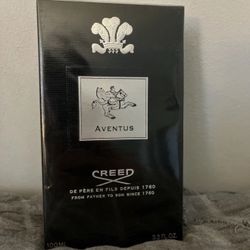 AVENTUS
CREED
DE PÈRE EN FILS DEPUIS 1760
FROM FATHER TO SON SINCE 1760
100ML 3.3 FL. OZ.